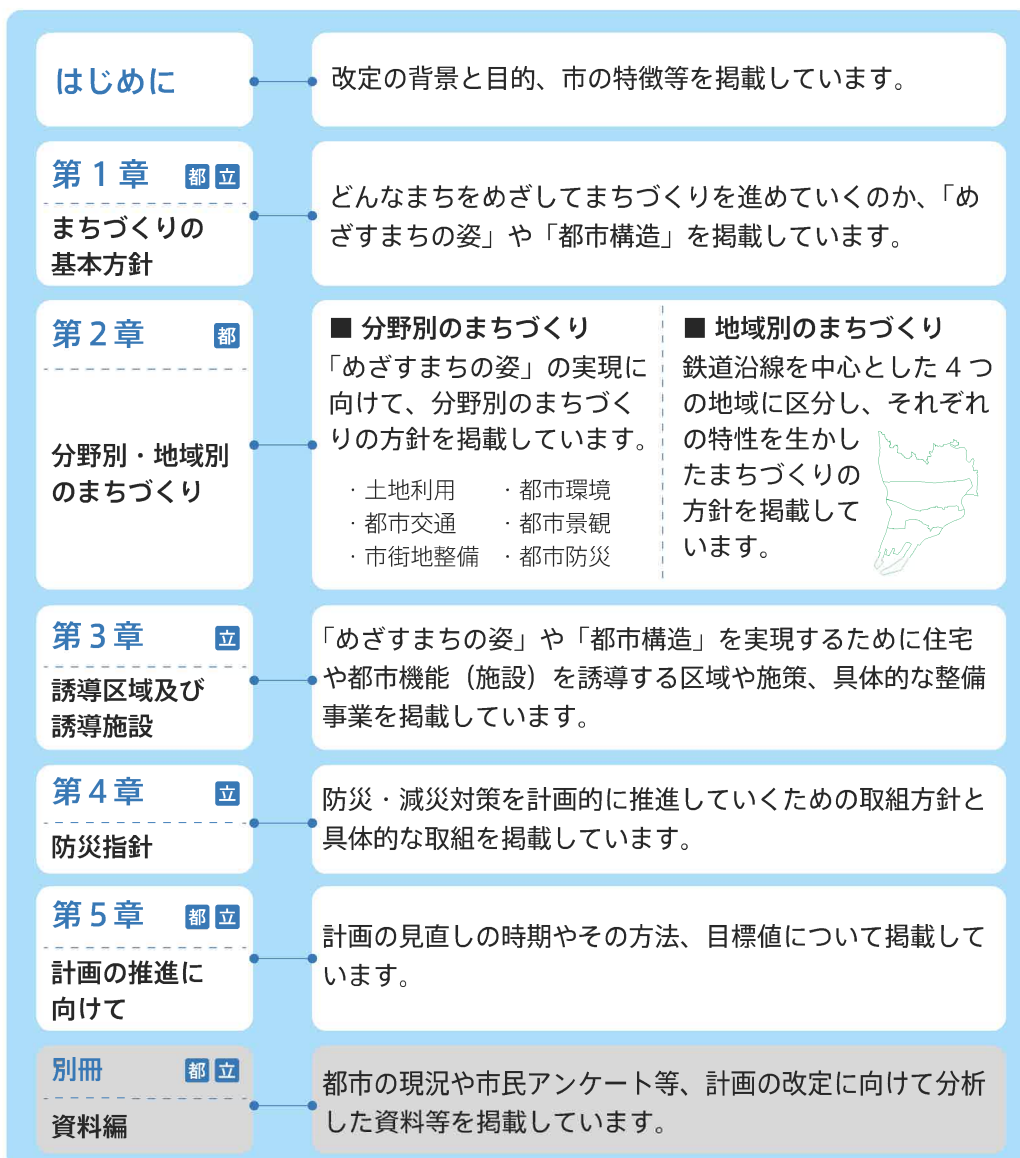 はじめに
改定の背景と目的、市の特徴等を掲載しています。
第1章 都 立
まちづくりの
基本方針
どんなまちをめざしてまちづくりを進めていくのか、「め
ざすまちの姿」や「都市構造」を掲載しています。
第2章 都
分野別・地域別
のまちづくり
■ 分野別のまちづくり
「めざすまちの姿」の実現に
向けて、分野別のまちづく
りの方針を掲載しています。
・土地利用 ・都市環境
・都市交通 ・都市景観
・市街地整備 ・都市防災
■ 地域別のまちづくり
鉄道沿線を中心とした4つ
の地域に区分し、それぞれ
の特性を生かし
たまちづくりの
方針を掲載して
います。
第3章 立
誘導区域及び
誘導施設
「めざすまちの姿」や「都市構造」を実現するために住宅
や都市機能（施設）を誘導する区域や施策、具体的な整備
事業を掲載しています。
第4章 立
防災指針
防災・減災対策を計画的に推進していくための取組方針と
具体的な取組を掲載しています。
第5章 都 立
計画の推進に
向けて
計画の見直しの時期やその方法、目標値について掲載して
います。
別冊 都 立
資料編
都市の現況や市民アンケート等、計画の改定に向けて分析
した資料等を掲載しています。